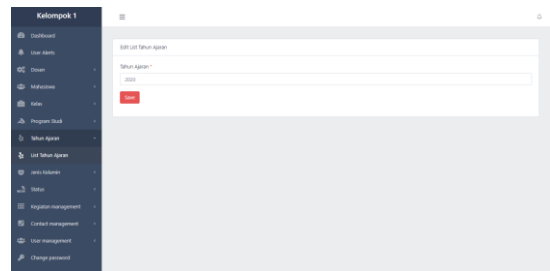 Kelompok 1
Dashboard
User Alerts
Dosen
Mahasiswa
Kelas
Program Studi
Tahun Ajaran
List Tahun Ajaran
Jenis Kelamin
Status
Kegiatan management
Contact management
User management
Change password
Edit List Tahun Ajaran
Tahun Ajaran *
2020
Save